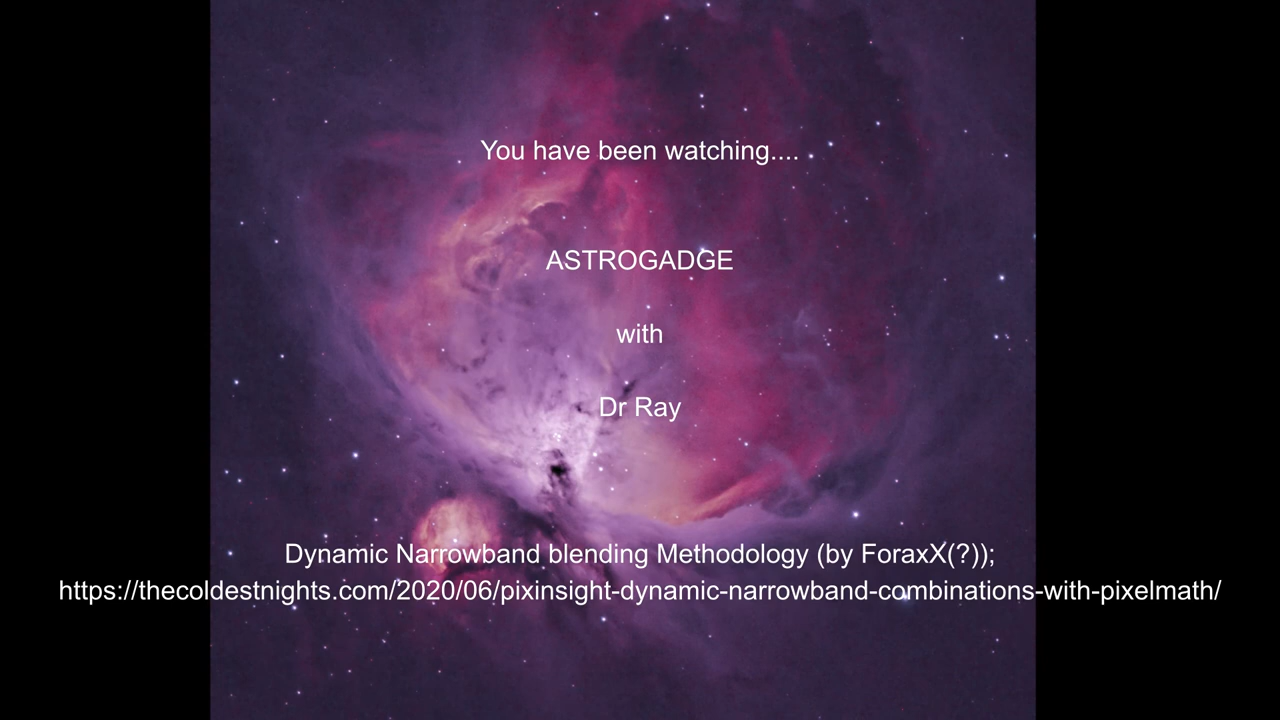 You have been watching....
ASTROGADGE
with
Dr Ray
Dynamic Narrowband blending Methodology (by ForaxX(?));
https://thecoldestnights.com/2020/06/pixinsight-dynamic-narrowband-combinations-with-pixelmath/